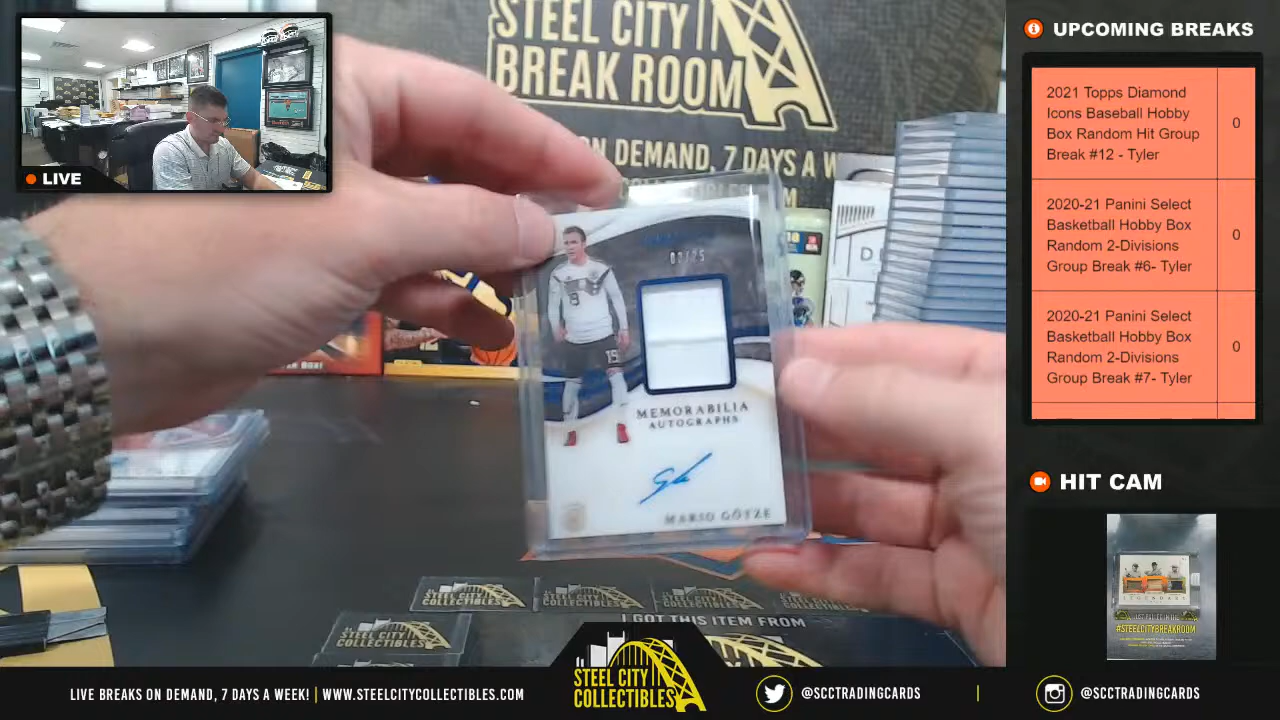 STEEL CITY
BREAK ROOM
N DEMAND, 7 DAYS A W
LIVE
MEMORABILIA
AUTOGRAPHS
MARIO GÖTZE
19
STEEL CITY
COLLECTIBLES
I GOT THIS ITEM FROM
UPCOMING BREAKS
2021 Topps Diamond
Icons Baseball Hobby
Box Random Hit Group
Break #12 - Tyler
0
2020-21 Panini Select
Basketball Hobby Box
Random 2-Divisions
Group Break #6- Tyler
0
2020-21 Panini Select
Basketball Hobby Box
Random 2-Divisions
Group Break #7- Tyler
0
HIT CAM
#STEELCITYBREAKROOM
LIVE BREAKS ON DEMAND, 7 DAYS A WEEK! | WWW.STEELCITYCOLLECTIBLES.COM
STEEL CITY
COLLECTIBLES
@SCCTRADINGCARDS
@SCCTRADINGCARDS